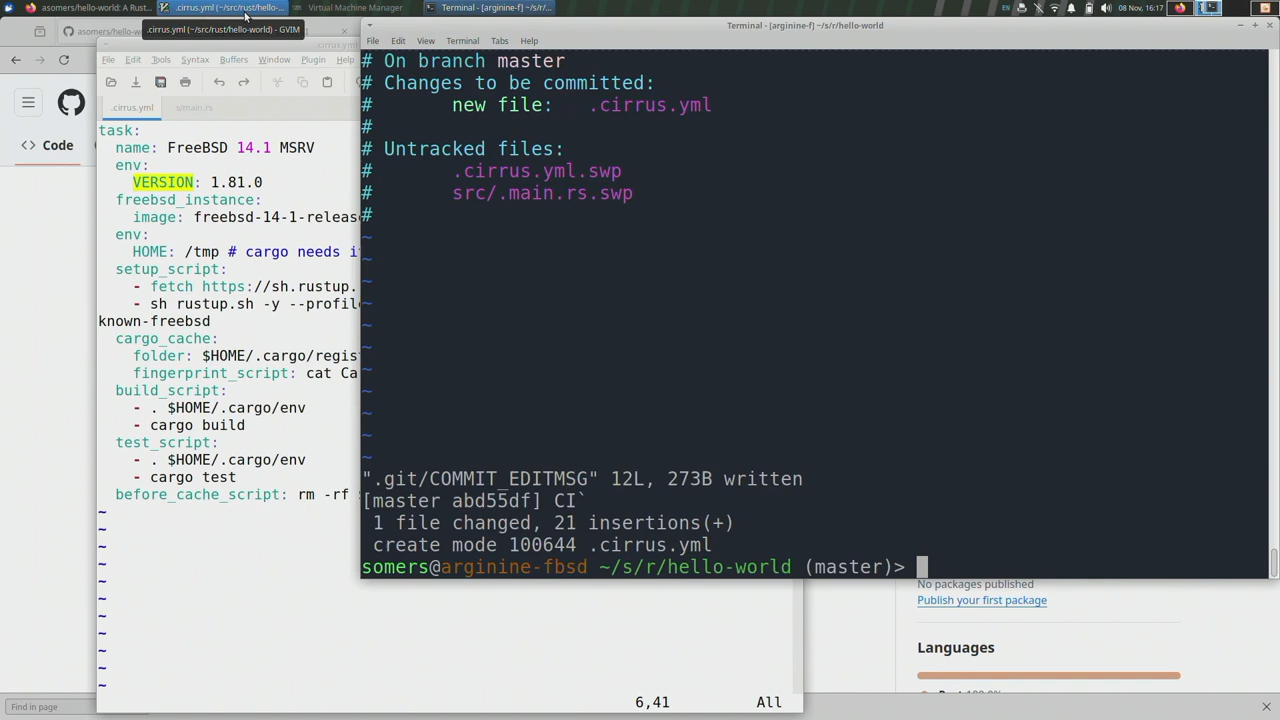 asomers/hello-world: A Rust...
.cirrus.yml (~/src/rust/hello-...
Virtual Machine Manager
Terminal - [arginine-f] ~/s/r/...
08 Nov, 16:17
.cirrus.yml (~/src/rust/hello-world) - GVIM
asomers/hello-w
.cirrus.yml
File Edit Tools Syntax Buffers Window Plugin Help
.cirrus.yml s/main.rs
Code
task:
name: FreeBSD 14.1 MSRV
env:
VERSION: 1.81.0
freebsd_instance:
image: freebsd-14-1-releas
env:
HOME: /tmp # cargo needs i
setup_script:
- fetch https://sh.rustup.
- sh rustup.sh -y --profil
known-freebsd
cargo_cache:
folder: $HOME/.cargo/regis
fingerprint_script: cat Ca
build_script:
- . $HOME/.cargo/env
- cargo build
test_script:
- . $HOME/.cargo/env
- cargo test
before_cache_script: rm -rf
~
~
~
~
~
~
~
~
~
~
~
6,41 All
Terminal - [arginine-f] ~/s/r/hello-world
File Edit View Terminal Tabs Help
# On branch master
# Changes to be committed:
# new file: .cirrus.yml
#
# Untracked files:
# .cirrus.yml.swp
# src/.main.rs.swp
#
~
~
~
~
~
~
~
~
~
~
~
".git/COMMIT_EDITMSG" 12L, 273B written
[master abd55df] CI`
1 file changed, 21 insertions(+)
create mode 100644 .cirrus.yml
somers@arginine-fbsd ~/s/r/hello-world (master)>
No packages published
Publish your first package
Languages
Find in page